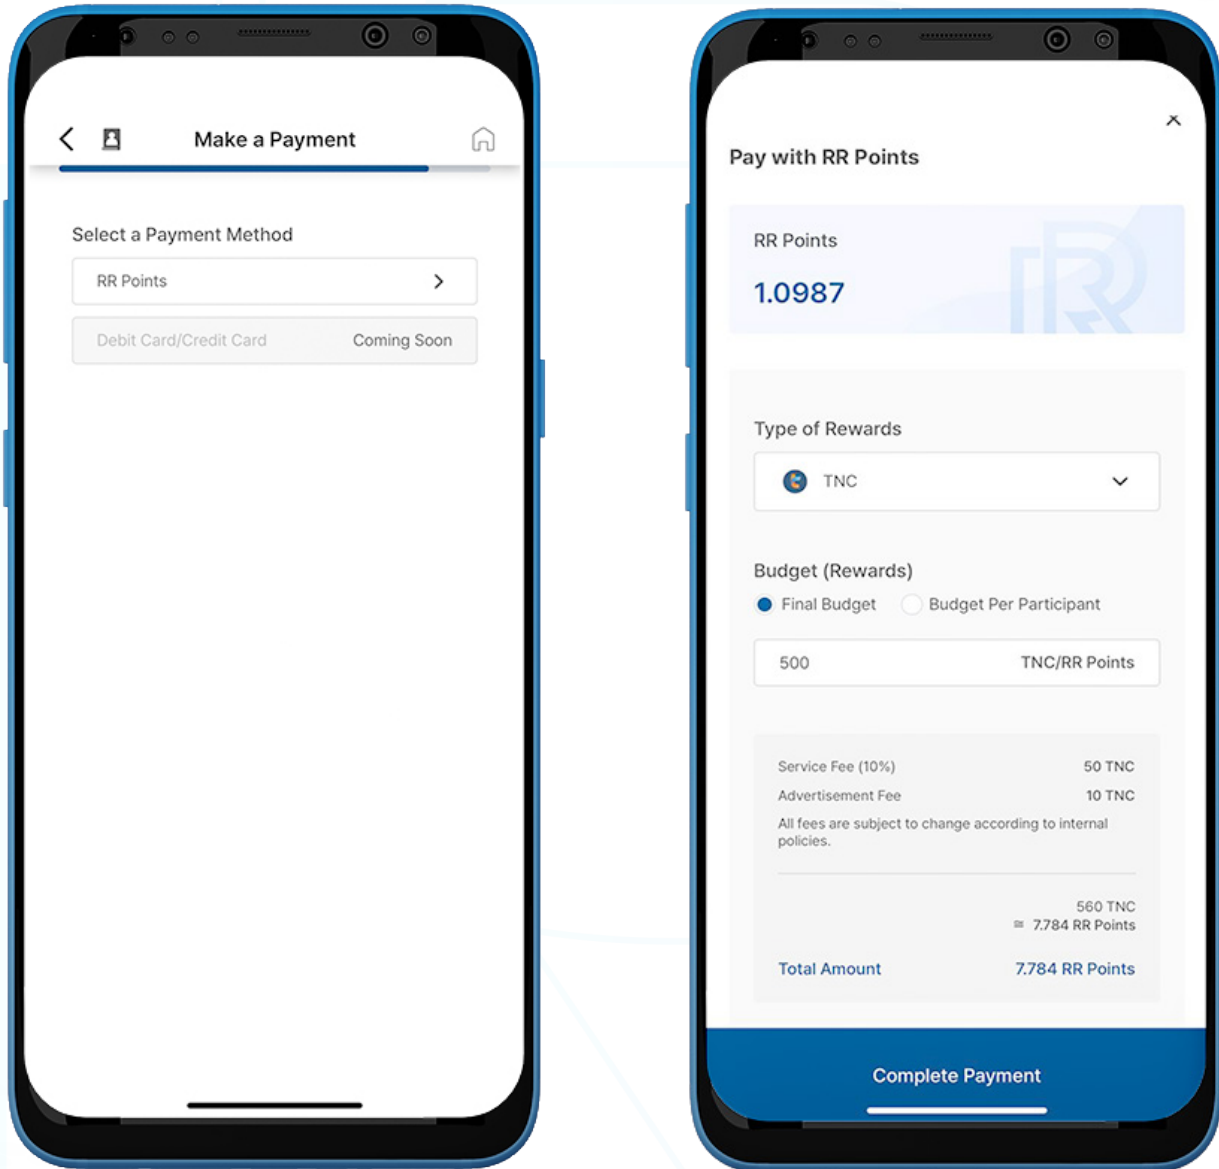 Make a Payment
Select a Payment Method
RR Points
Debit Card/Credit Card Coming Soon
Pay with RR Points
RR Points
1.0987
Type of Rewards
TNC
Budget (Rewards)
Final Budget Budget Per Participant
500 TNC/RR Points
Service Fee (10%) 50 TNC
Advertisement Fee 10 TNC
All fees are subject to change according to internal
policies.
560 TNC
≅ 7.784 RR Points
Total Amount 7.784 RR Points
Complete Payment